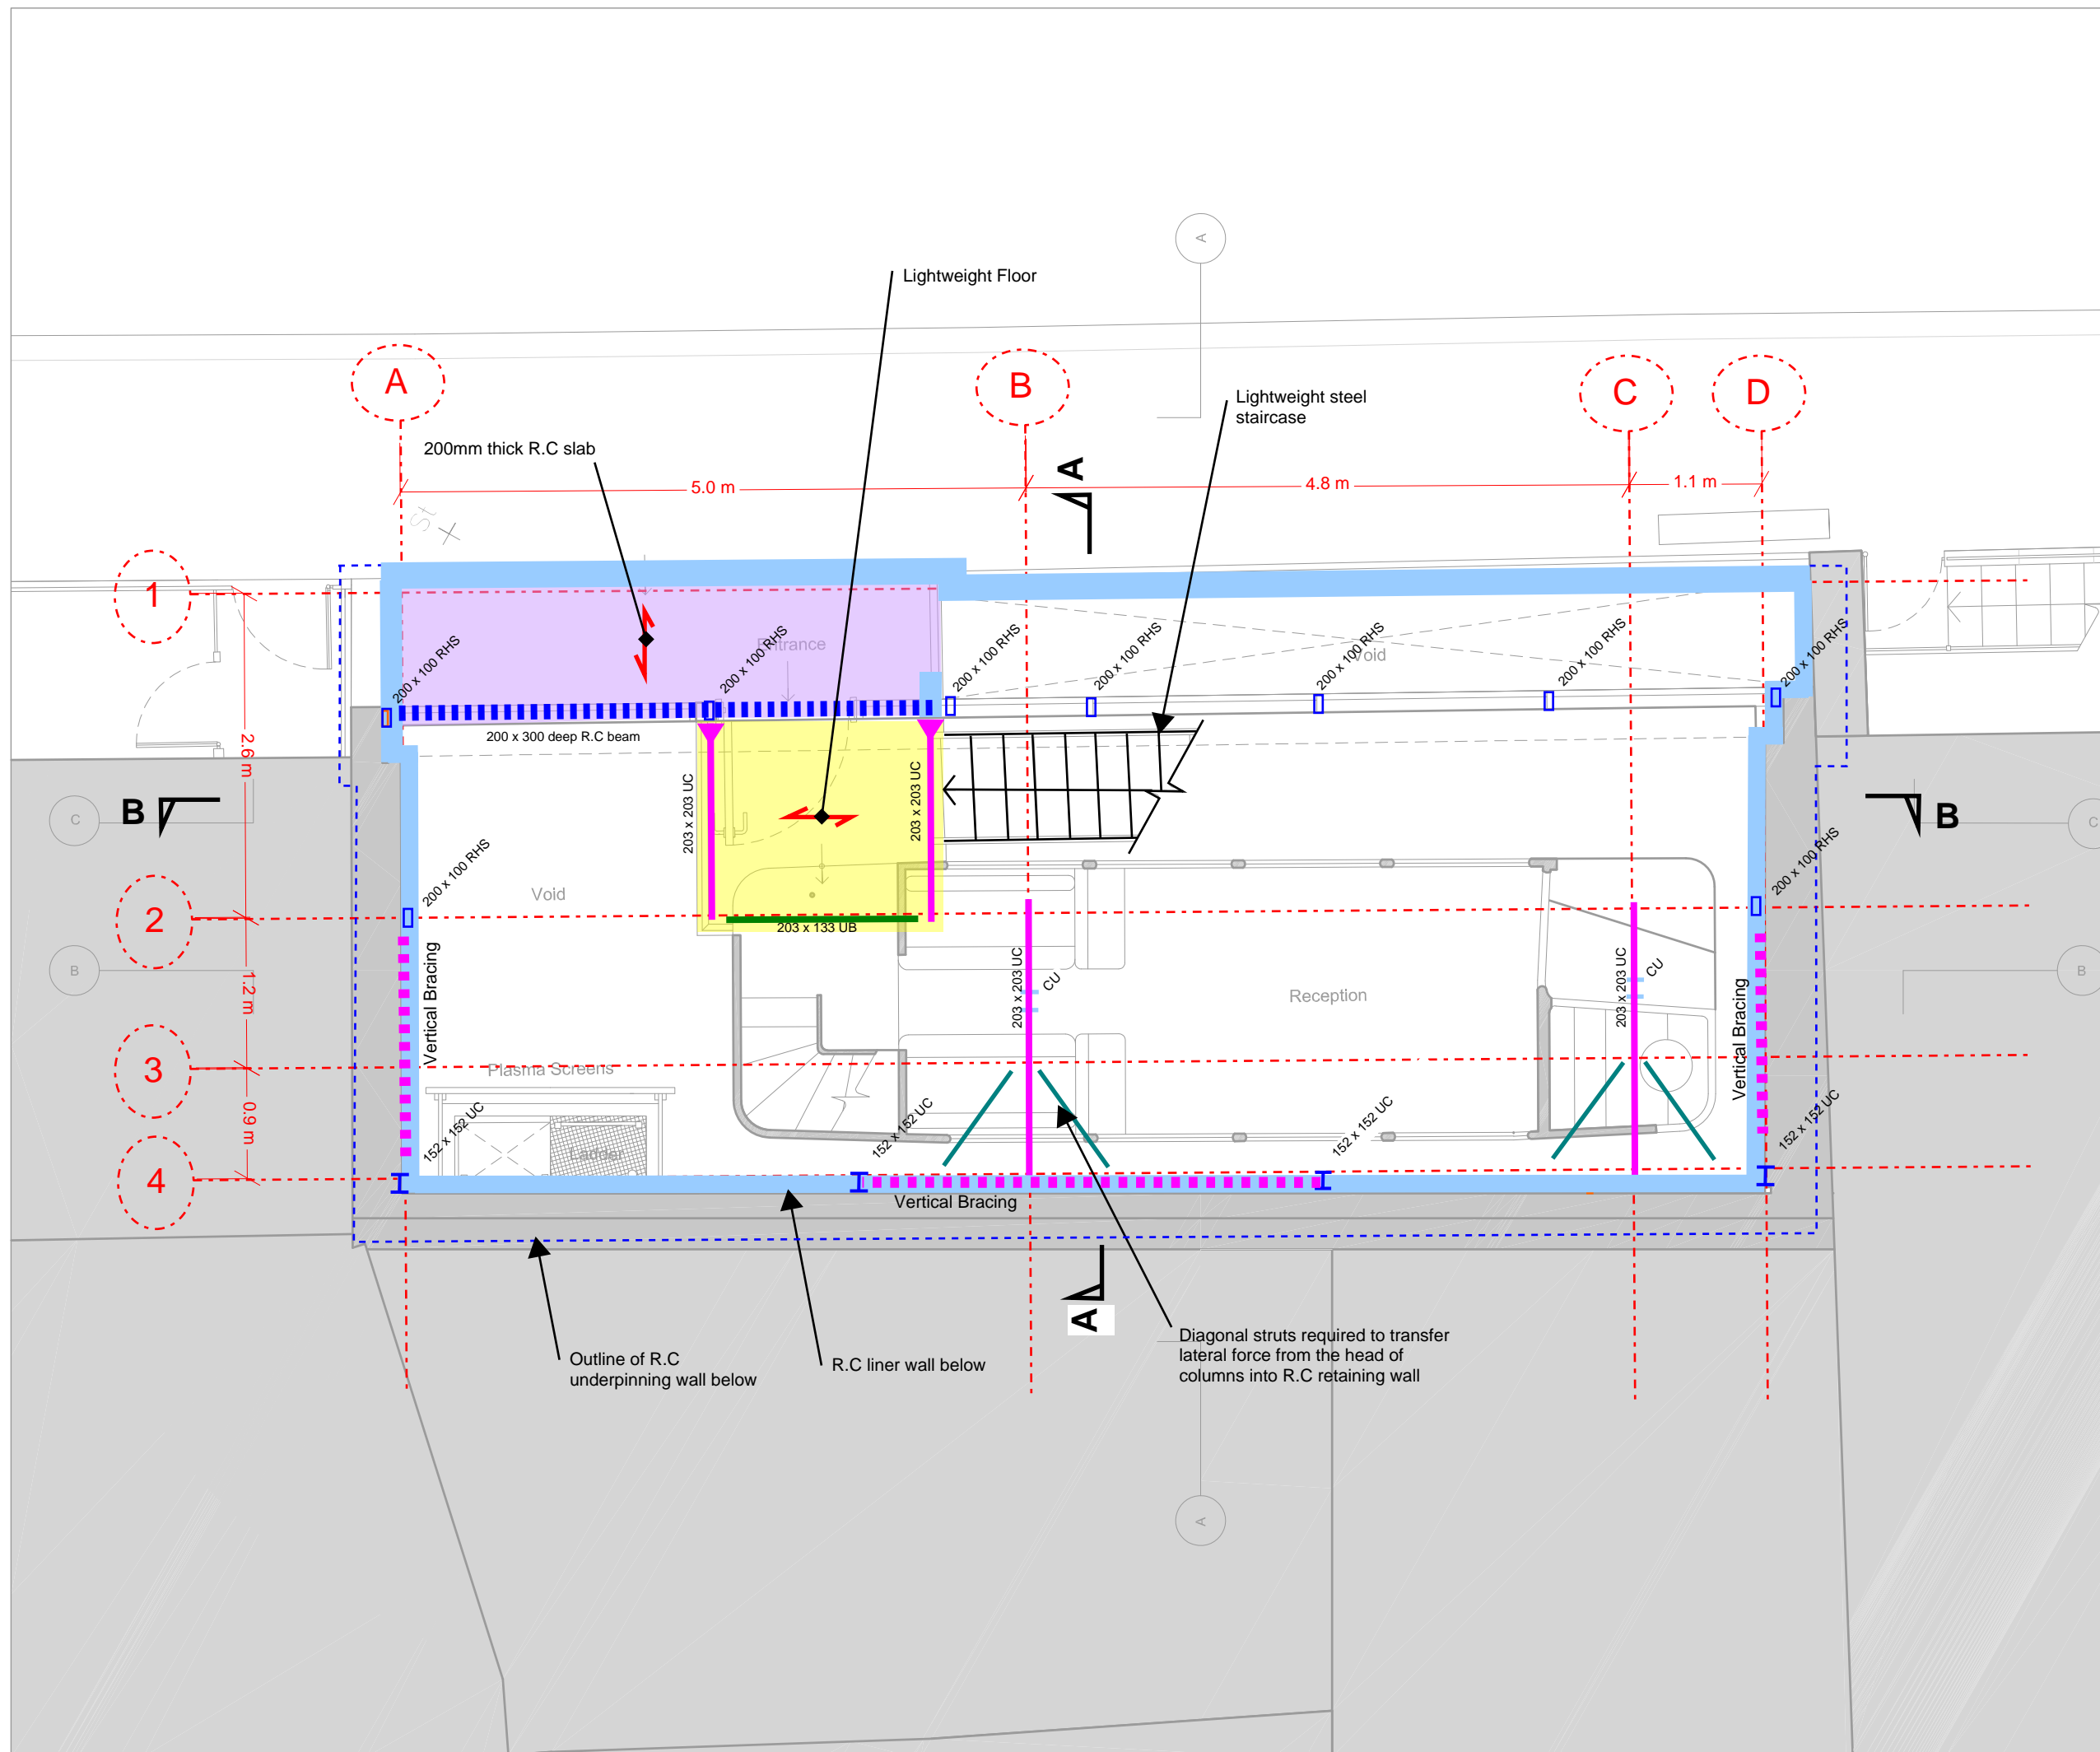 A
Lightweight Floor
A
B
C
D
Lightweight steel
staircase
200mm thick R.C slab
A
5.0 m
4.8 m
1.1 m
St
1
Entrance
Void
200 x 100 RHS
200 x 100 RHS
200 x 100 RHS
200 x 100 RHS
200 x 100 RHS
200 x 100 RHS
200 x 100 RHS
200 x 300 deep R.C beam
2.6 m
203 x 203 UC
203 x 203 UC
C
B
B
C
200 x 100 RHS
200 x 100 RHS
Void
2
203 x 133 UB
B
Vertical Bracing
1.2 m
203 x 203 UC
CU
Reception
203 x 203 UC
CU
Vertical Bracing
B
3
Plasma Screens
0.9 m
152 x 152 UC
152 x 152 UC
152 x 152 UC
152 x 152 UC
Ladder
4
Vertical Bracing
A
Diagonal struts required to transfer
lateral force from the head of
columns into R.C retaining wall
Outline of R.C
underpinning wall below
R.C liner wall below
A